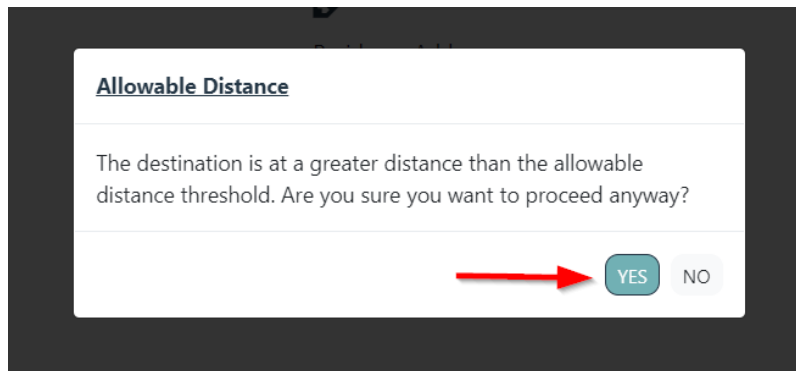 Allowable Distance
The destination is at a greater distance than the allowable
distance threshold. Are you sure you want to proceed anyway?
YES NO